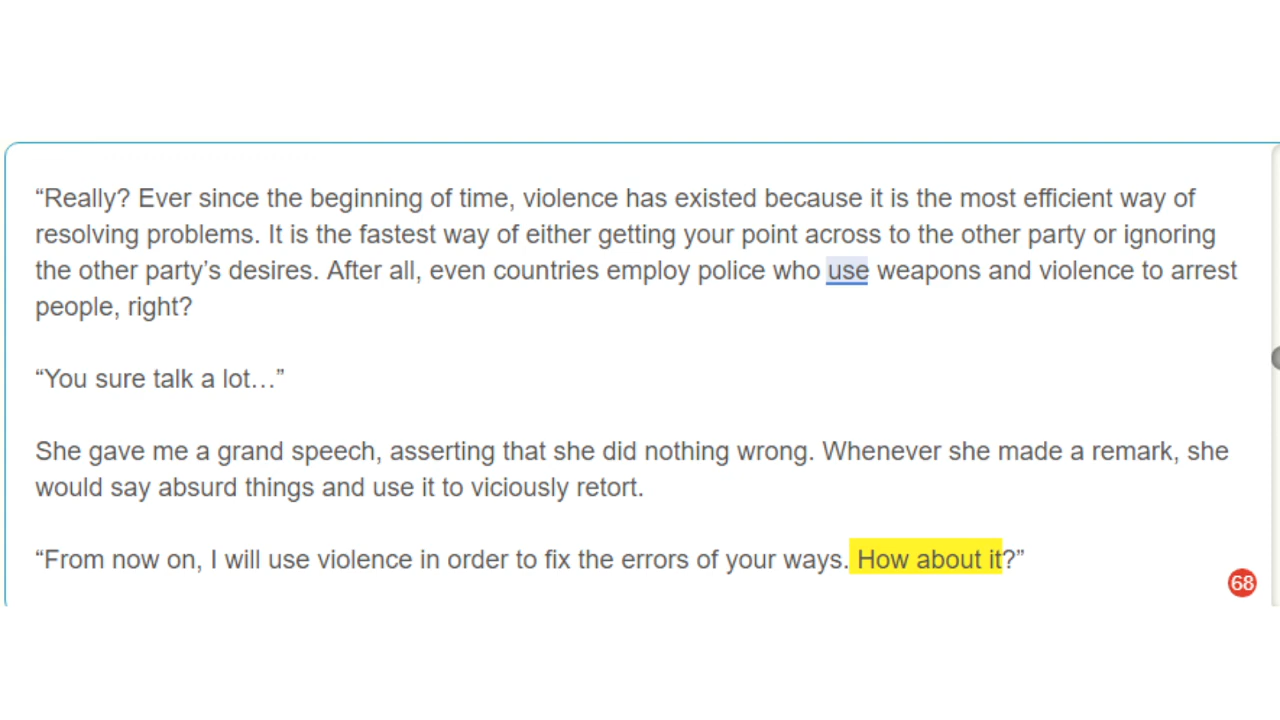 “Really? Ever since the beginning of time, violence has existed because it is the most efficient way of
resolving problems. It is the fastest way of either getting your point across to the other party or ignoring
the other party’s desires. After all, even countries employ police who use weapons and violence to arrest
people, right?
“You sure talk a lot…”
She gave me a grand speech, asserting that she did nothing wrong. Whenever she made a remark, she
would say absurd things and use it to viciously retort.
“From now on, I will use violence in order to fix the errors of your ways. How about it?”
68